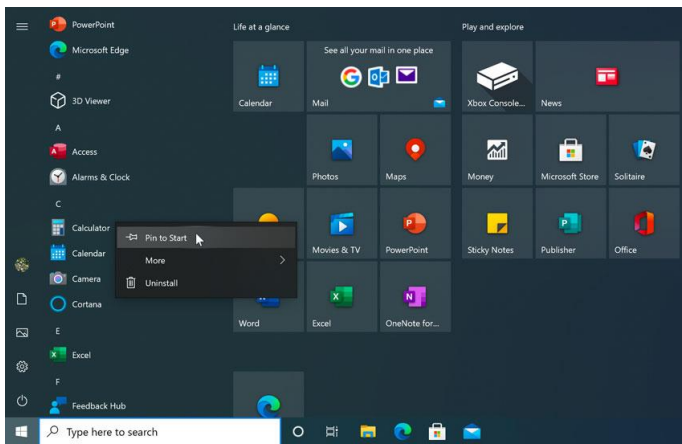 PowerPoint
Microsoft Edge
#
3D Viewer
A
Access
Alarms & Clock
C
Calculator
Calendar
Camera
Cortana
E
Excel
F
Feedback Hub
Pin to Start
More
Uninstall
Life at a glance
Calendar
See all your mail in one place
Mail
Photos
Maps
Movies & TV
PowerPoint
Word
Excel
OneNote for...
Play and explore
Xbox Console...
News
Money
Microsoft Store
Solitaire
Sticky Notes
Publisher
Office
Type here to search